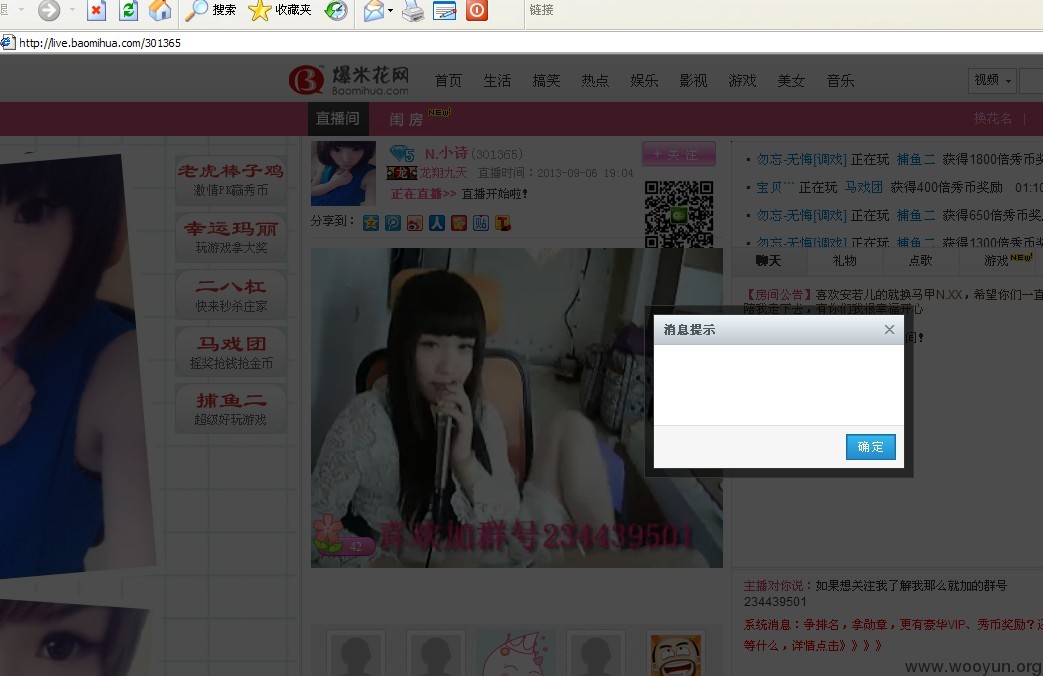 退
搜索
收藏夹
链接
http://live.baomihua.com/301365
爆米花网
Baomihua.com
首页 生活 搞笑 热点 娱乐 影视 游戏 美女 音乐
视频
直播间 闺房 NEW!
换花名 |
老虎棒子鸡
激情PK赢秀币
幸运玛丽
玩游戏拿大奖
二八杠
快来秒杀庄家
马戏团
摇奖抢钱抢金币
捕鱼二
超级好玩游戏
5 N.小诗(301365)
龙 龙翔九天 直播时间：2013-09-06 19:04
正在直播>> 直播开始啦！
+ 关 注
分享到：
勿忘-无悔[调戏] 正在玩 捕鱼二 获得1800倍秀币奖
宝贝 正在玩 马戏团 获得400倍秀币奖励 01:10
勿忘-无悔[调戏] 正在玩 捕鱼二 获得650倍秀币奖
勿忘-无悔[调戏] 正在玩 捕鱼二 获得1300倍秀币
聊天 礼物 点歌 游戏 NEW!
【房间公告】喜欢安若儿的就换马甲N.XX，希望你们一直
陪我走下去，有你们我很幸福开心
间！
消息提示
确定
喜欢加群号234439501
42
主播对你说：如果想关注我了解我那么就加的群号
234439501
系统消息：争排名，拿勋章，更有豪华VIP、秀币奖励？还
等什么，详情点击》》》》
www.wooyun.org